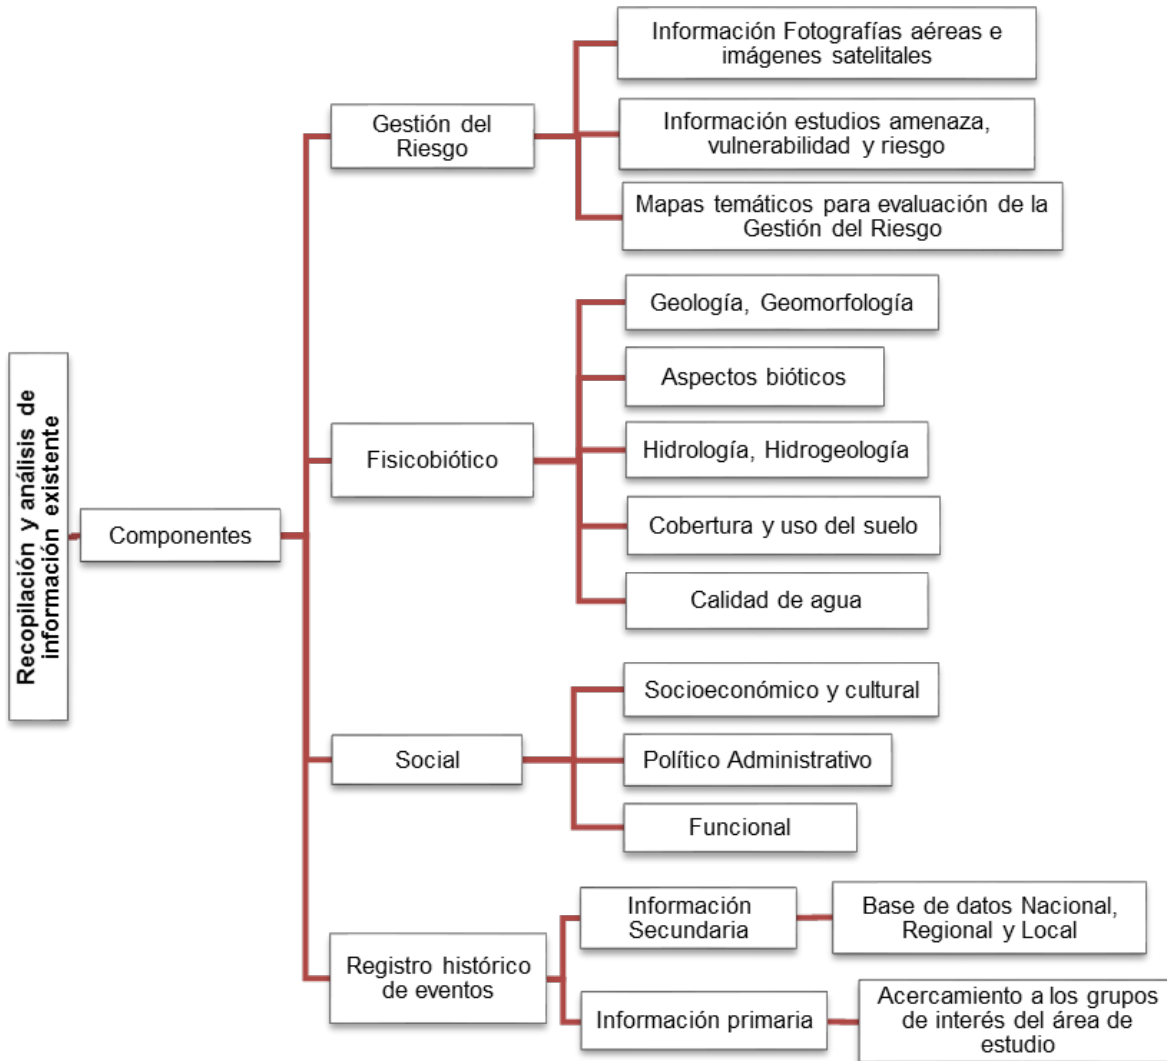 Recopilación y análisis de
información existente
Componentes
Gestión del
Riesgo
Información Fotografías aéreas e
imágenes satelitales
Información estudios amenaza,
vulnerabilidad y riesgo
Mapas temáticos para evaluación de la
Gestión del Riesgo
Fisicobiótico
Geología, Geomorfología
Aspectos bióticos
Hidrología, Hidrogeología
Cobertura y uso del suelo
Calidad de agua
Social
Socioeconómico y cultural
Político Administrativo
Funcional
Registro histórico
de eventos
Información
Secundaria
Base de datos Nacional,
Regional y Local
Información primaria
Acercamiento a los grupos
de interés del área de
estudio